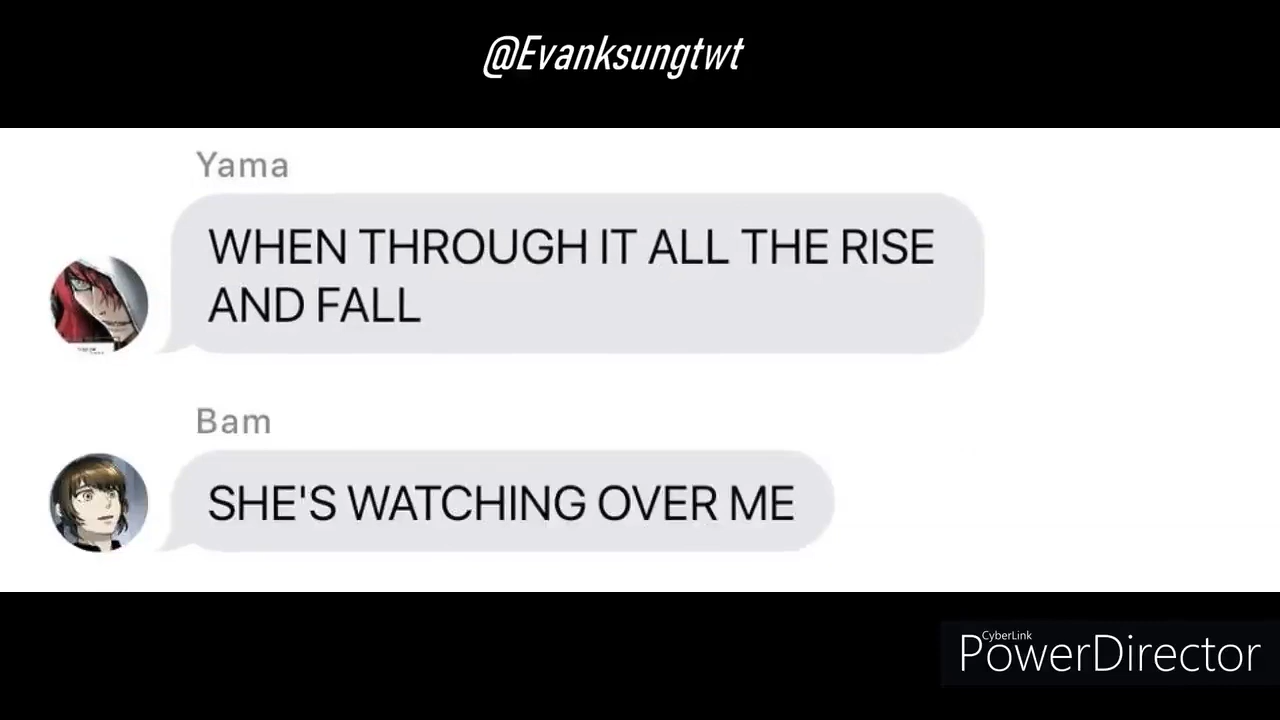 @Evanksungtwt
Yama
WHEN THROUGH IT ALL THE RISE
AND FALL
Bam
SHE'S WATCHING OVER ME
CyberLink
PowerDirector